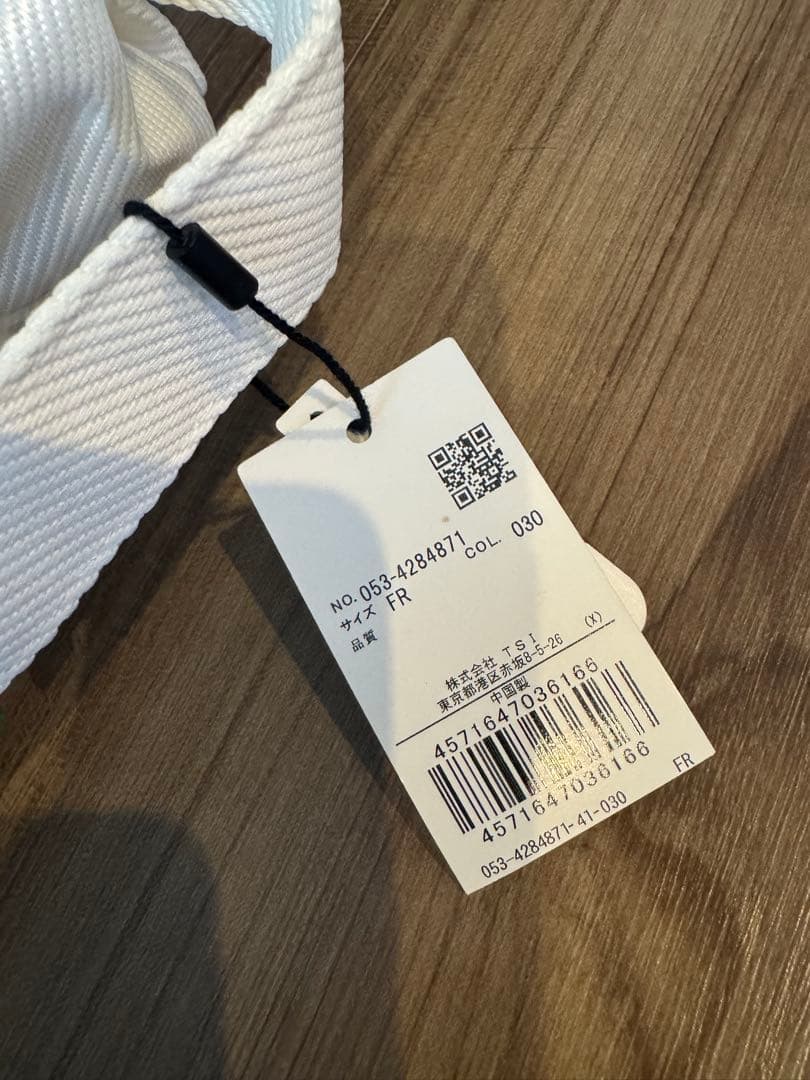 NO. 053-4284871 COL. 030
サイズ FR
品質
株式会社 TSI
東京都港区赤坂8-5-26 (X)
中国製
4571647036166
4571647036166
053-4284871-41-030 FR